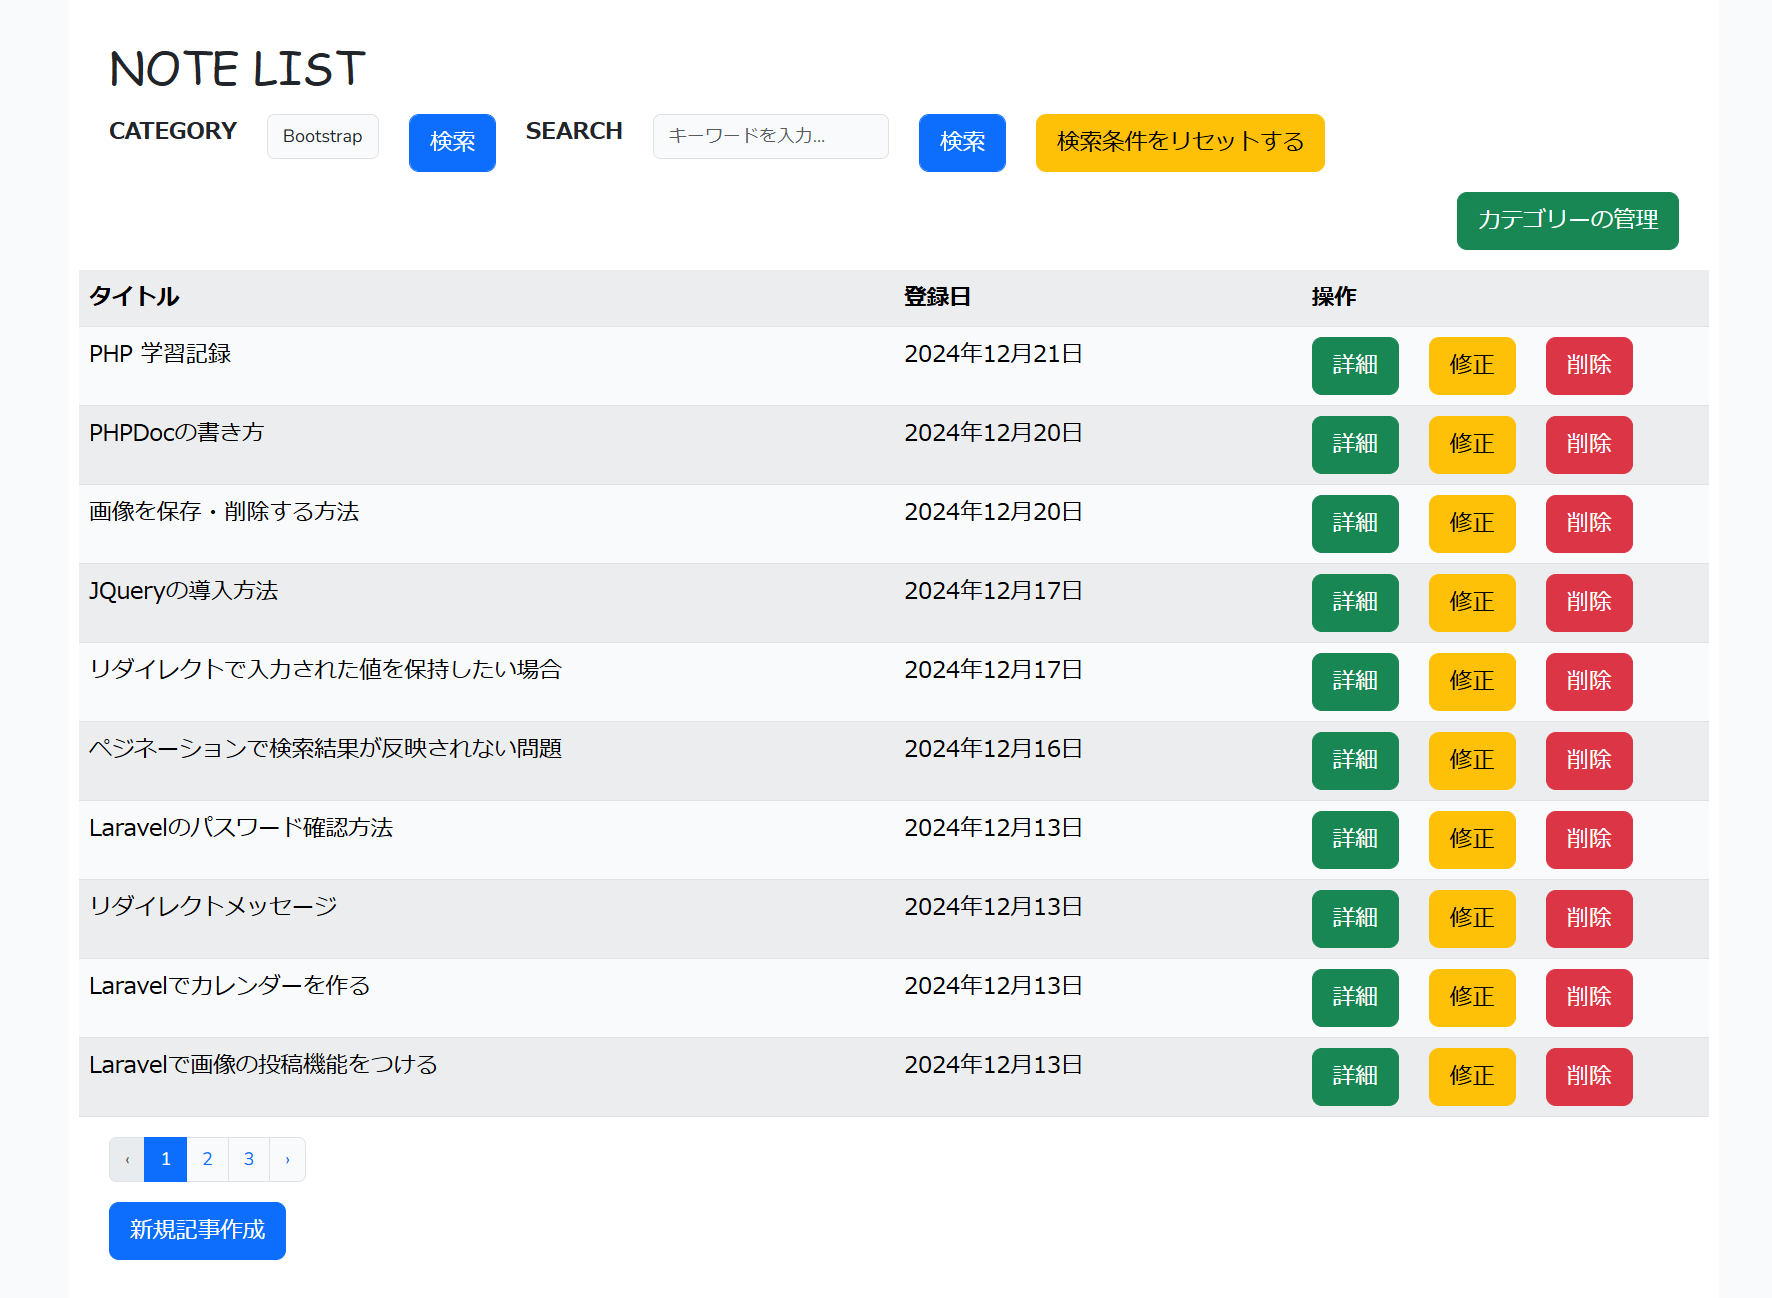 NOTE LIST
CATEGORY Bootstrap 検索 SEARCH キーワードを入力... 検索 検索条件をリセットする
カテゴリーの管理
タイトル 登録日 操作
PHP 学習記録 2024年12月21日 詳細 修正 削除
PHPDocの書き方 2024年12月20日 詳細 修正 削除
画像を保存・削除する方法 2024年12月20日 詳細 修正 削除
JQueryの導入方法 2024年12月17日 詳細 修正 削除
リダイレクトで入力された値を保持したい場合 2024年12月17日 詳細 修正 削除
ペジネーションで検索結果が反映されない問題 2024年12月16日 詳細 修正 削除
Laravelのパスワード確認方法 2024年12月13日 詳細 修正 削除
リダイレクトメッセージ 2024年12月13日 詳細 修正 削除
Laravelでカレンダーを作る 2024年12月13日 詳細 修正 削除
Laravelで画像の投稿機能をつける 2024年12月13日 詳細 修正 削除
‹ 1 2 3 ›
新規記事作成